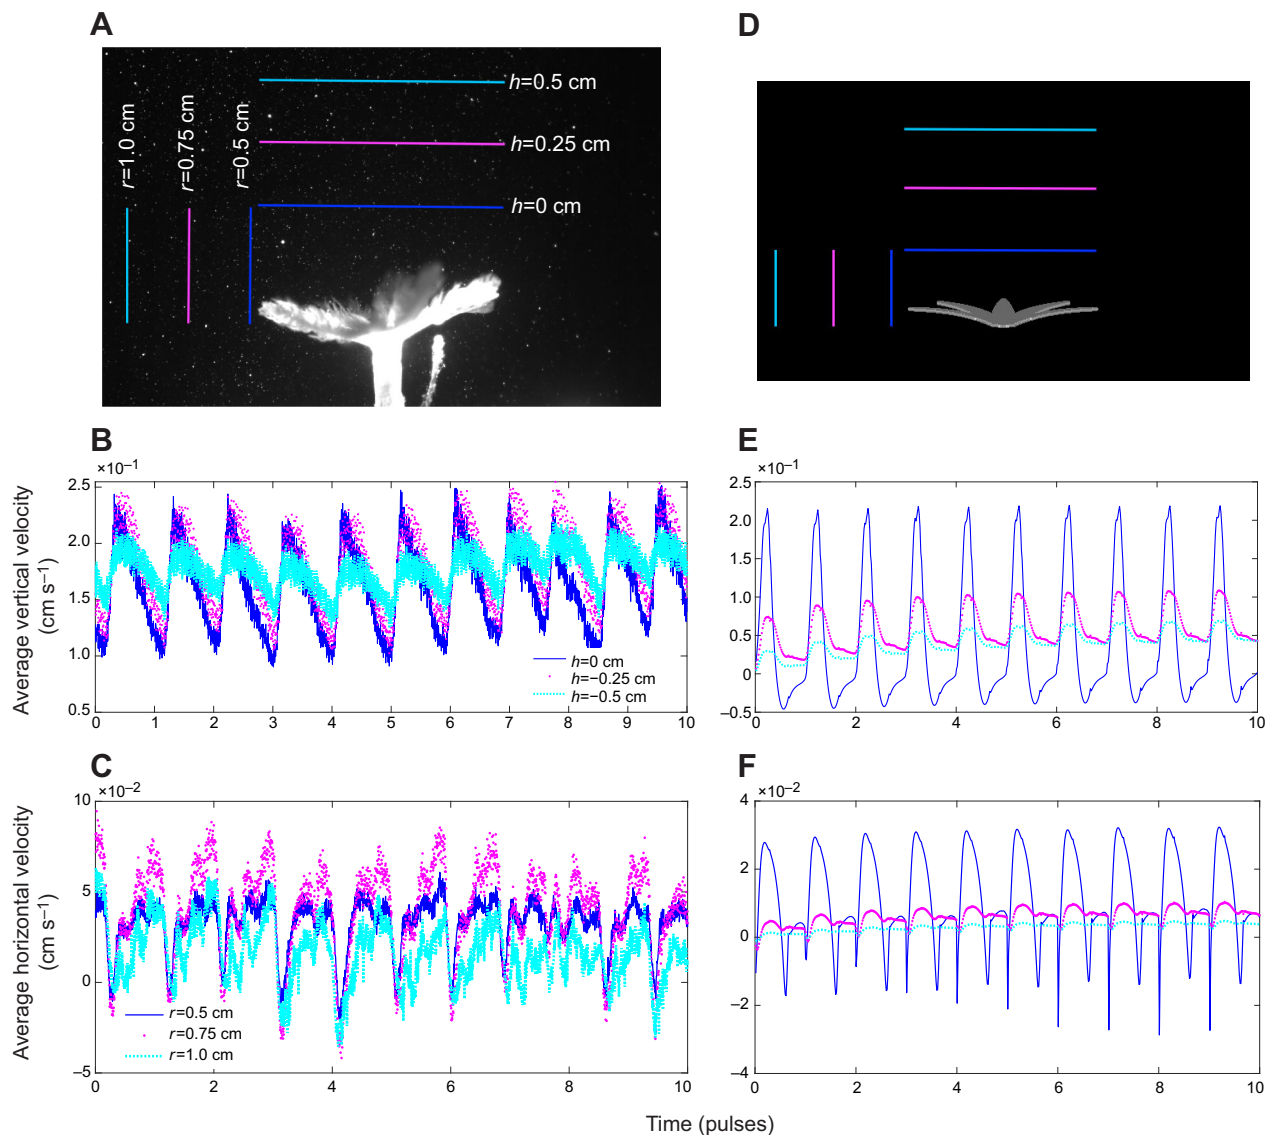 A
D
h=0.5 cm
h=0.25 cm
h=0 cm
r=1.0 cm
r=0.75 cm
r=0.5 cm
B
×10–1
2.5
2.0
1.5
1.0
0.5
0 1 2 3 4 5 6 7 8 9 10
Average vertical velocity
(cm s–1)
h=0 cm
h=–0.25 cm
h=–0.5 cm
E
×10–1
2.5
2.0
1.5
1.0
0.5
0
–0.5
0 2 4 6 8 10
C
×10–2
10
5
0
–5
0 2 4 6 8 10
Average horizontal velocity
(cm s–1)
r=0.5 cm
r=0.75 cm
r=1.0 cm
F
×10–2
4
2
0
–2
–4
0 2 4 6 8 10
Time (pulses)